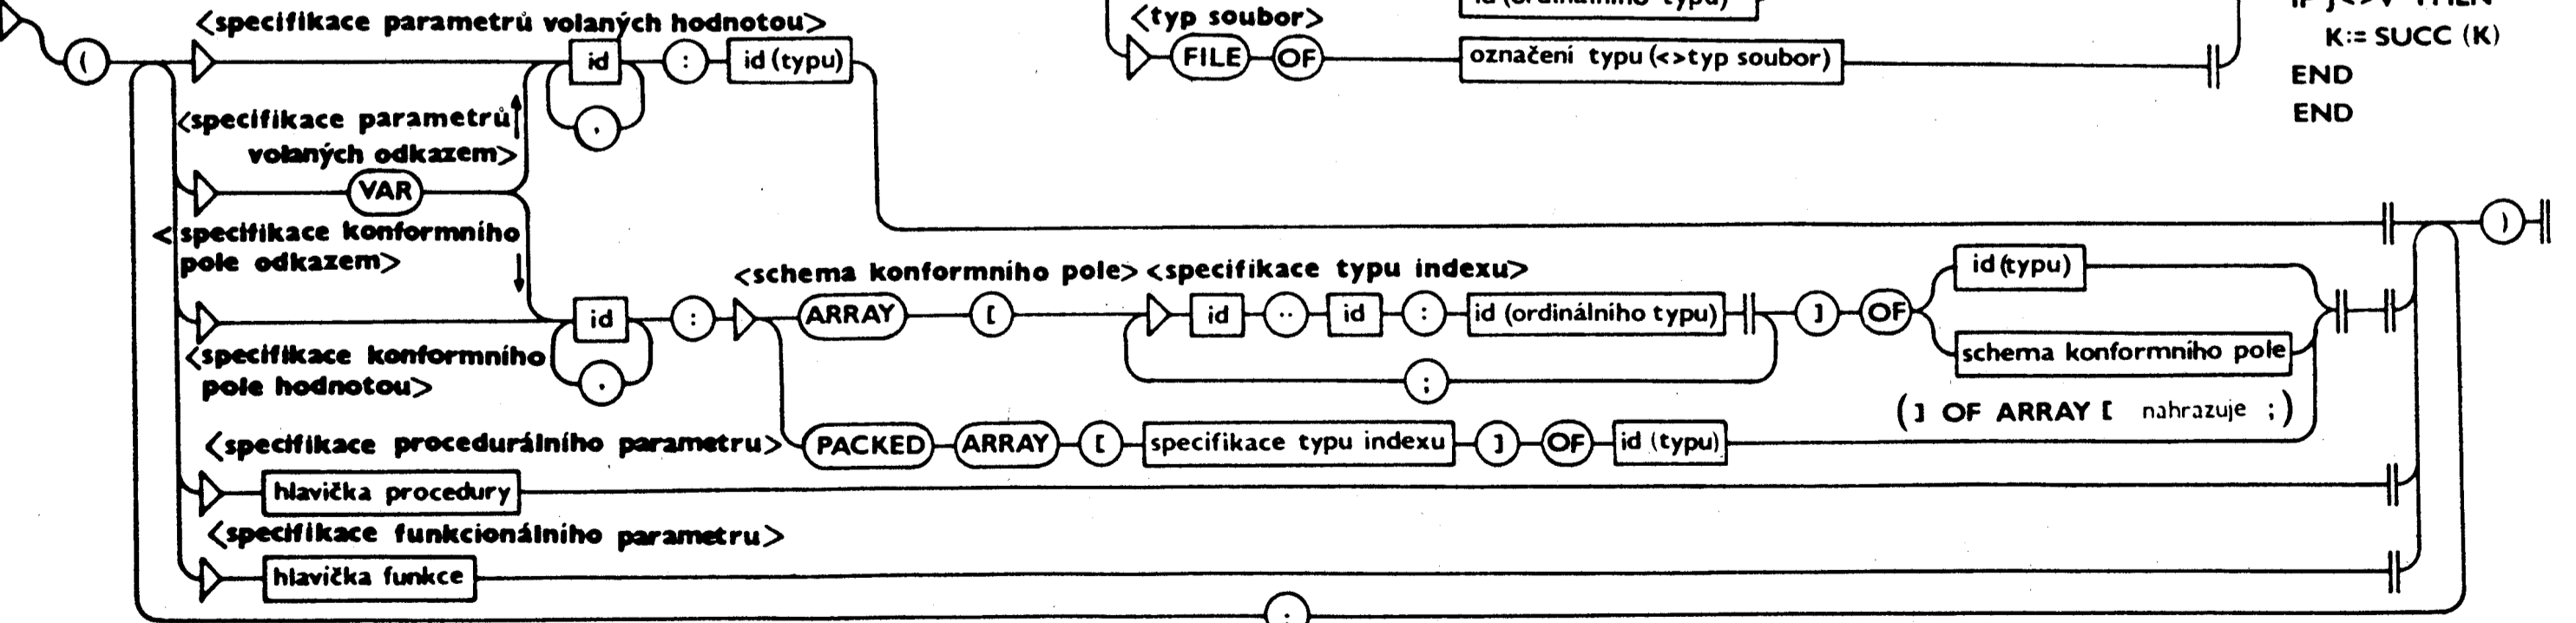 <specifikace parametrů volaných hodnotou>
( id : id (typu)
,
<specifikace parametrů
volaných odkazem>
VAR
<specifikace konformního
pole odkazem>
<schema konformního pole> <specifikace typu indexu>
id : ARRAY [ id .. id : id (ordinálního typu) ] OF id (typu)
,
;
schema konformního pole
<specifikace konformního
pole hodnotou>
(] OF ARRAY [ nahrazuje ;)
<specifikace procedurálního parametru>
PACKED ARRAY [ specifikace typu indexu ] OF id (typu)
hlavička procedury
<specifikace funkcionálního parametru>
hlavička funkce
)
<typ soubor>
id (ordinálního typu)
FILE OF označení typu (<>typ soubor)
K:= SUCC (K)
END
END